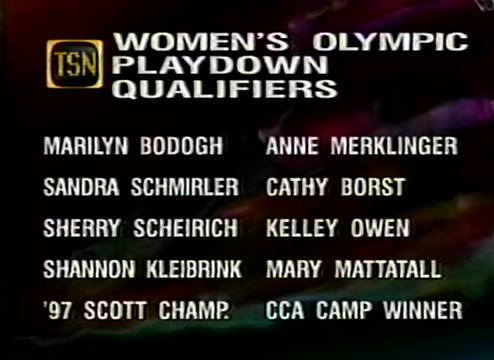 TSN
WOMEN'S OLYMPIC
PLAYDOWN
QUALIFIERS
MARILYN BODOGH
ANNE MERKLINGER
SANDRA SCHMIRLER
CATHY BORST
SHERRY SCHEIRICH
KELLEY OWEN
SHANNON KLEIBRINK
MARY MATTATALL
'97 SCOTT CHAMP.
CCA CAMP WINNER